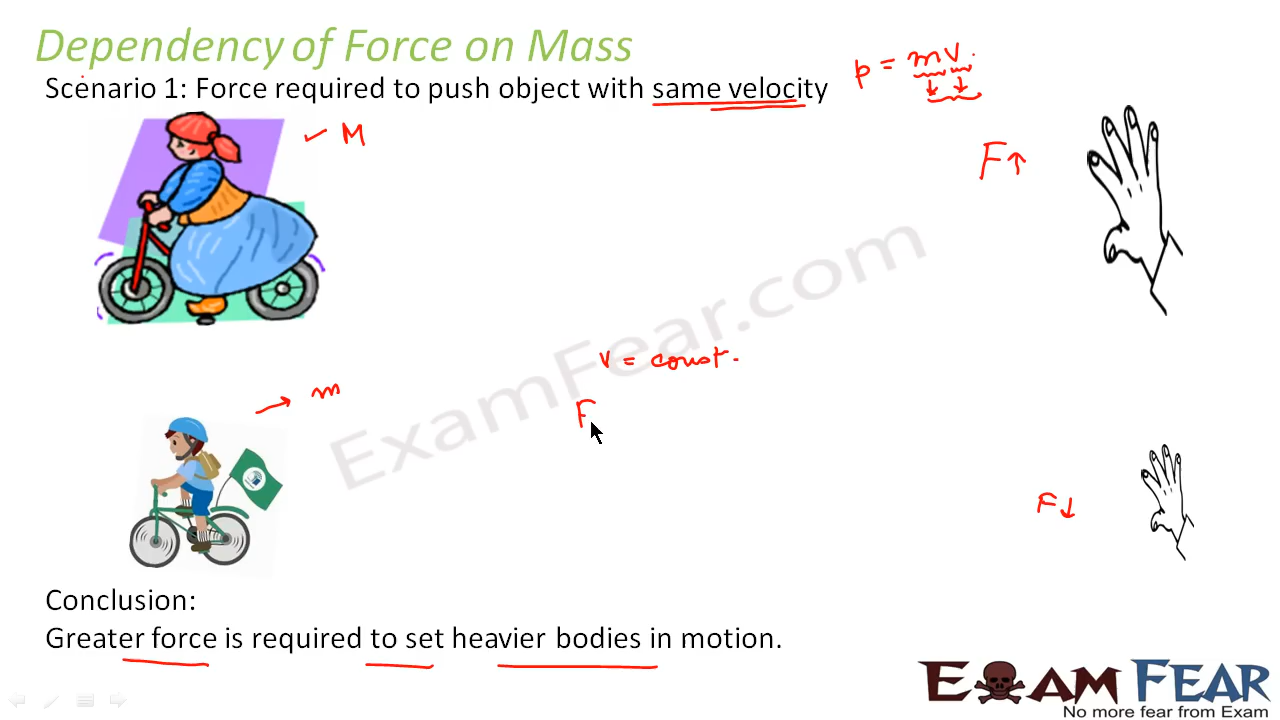 Dependency of Force on Mass
p = mv.
Scenario 1: Force required to push object with same velocity
M
F↑
ExamFear.com
v = const.
m
F
F↓
Conclusion:
Greater force is required to set heavier bodies in motion.
EXAM FEAR
No more fear from Exam